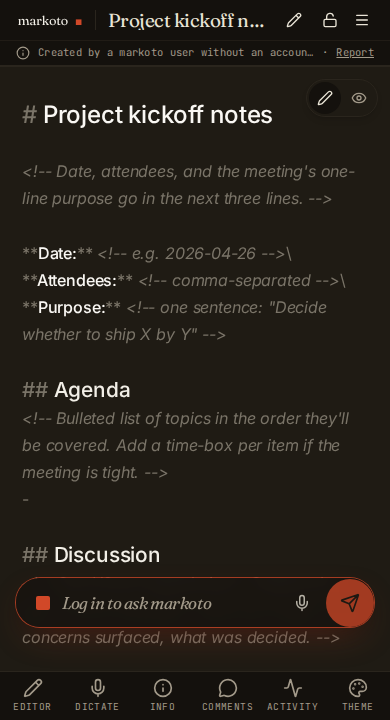 markoto
Project kickoff n...
Created by a markoto user without an accoun… · Report
# Project kickoff notes
<!-- Date, attendees, and the meeting's one-
line purpose go in the next three lines. -->
**Date:** <!-- e.g. 2026-04-26 -->\
**Attendees:** <!-- comma-separated -->\
**Purpose:** <!-- one sentence: "Decide
whether to ship X by Y" -->
## Agenda
<!-- Bulleted list of topics in the order they'll
be covered. Add a time-box per item if the
meeting is tight. -->
-
## Discussion
Log in to ask markoto
concerns surfaced, what was decided. -->
EDITOR
DICTATE
INFO
COMMENTS
ACTIVITY
THEME